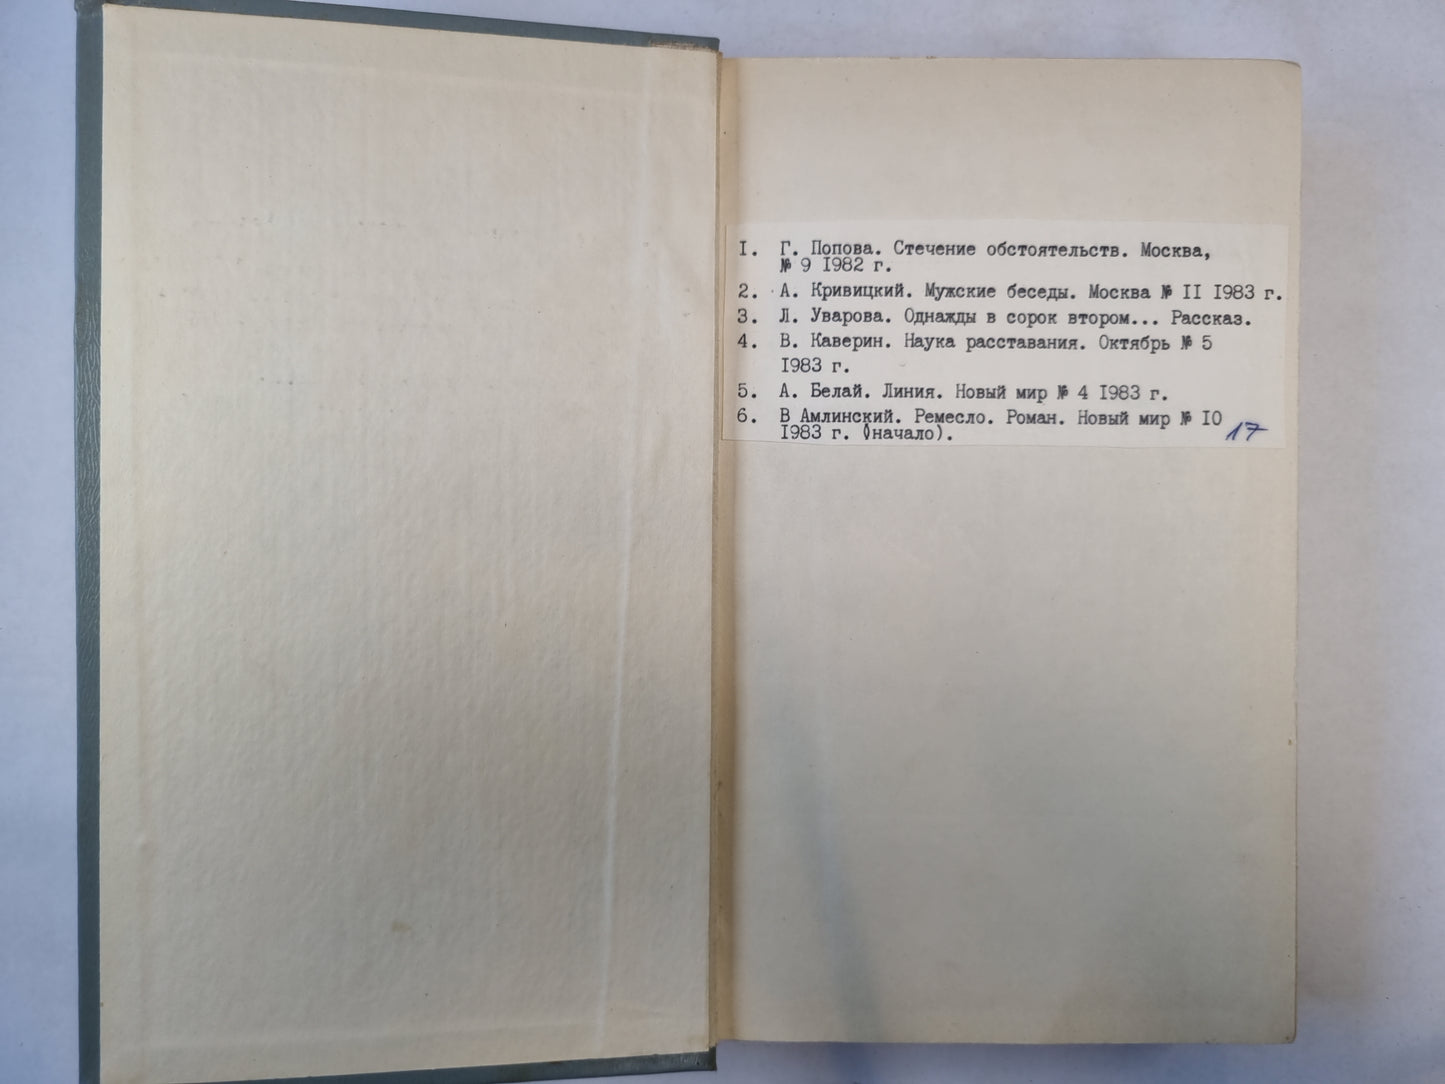 I. Г. Попова. Стечение обстоятельств. Москва,
№ 9 I982 г.
2. А. Кривицкий. Мужские беседы. Москва № II I983 г.
3. Л. Уварова. Однажды в сорок втором... Рассказ.
4. В. Каверин. Наука расставания. Октябрь № 5
I983 г.
5. А. Белай. Линия. Новый мир № 4 I983 г.
6. В Амлинский. Ремесло. Роман. Новый мир № IO
I983 г. (начало).
17